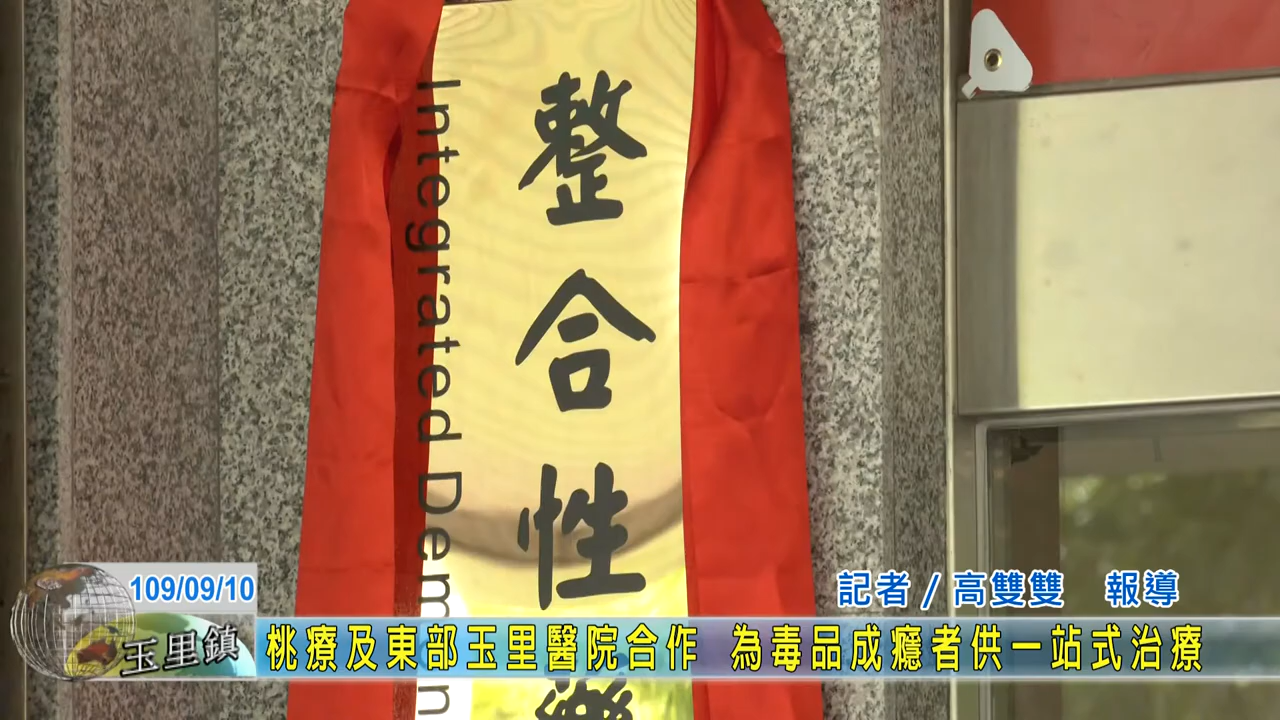 整合性
Integrated Dem
109/09/10
記者/高雙雙 報導
玉里鎮
桃療及東部玉里醫院合作 為毒品成癮者供一站式治療